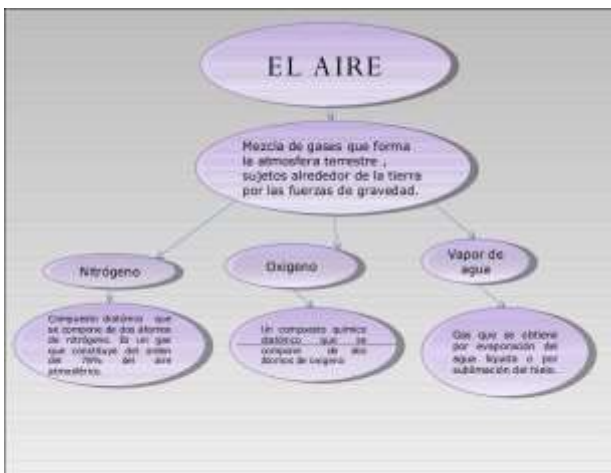 EL AIRE
Mezcla de gases que forma
la atmosfera terrestre ,
sujetos alrededor de la tierra
por las fuerzas de gravedad.
Nitrógeno
Oxigeno
Vapor de
agua
Compuesto diatómico que
se compone de dos átomos
de nitrógeno. Es un gas
que constituye del orden
del 78% del aire
atmosférico.
Un compuesto químico
diatómico que se
compone de dos
átomos de oxigeno
Gas que se obtiene
por evaporación del
agua liquida o por
sublimación del hielo.